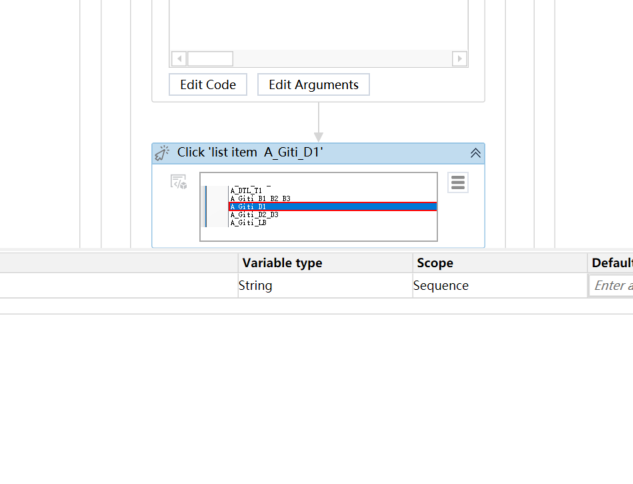 Edit Code Edit Arguments
Click 'list item  A_Giti_D1'
A_DTL_T1
A_Giti_B1_B2_B3
A_Giti_D1
A_Giti_D2_D3
A_Giti_LB
Variable type Scope Default
String Sequence Enter a